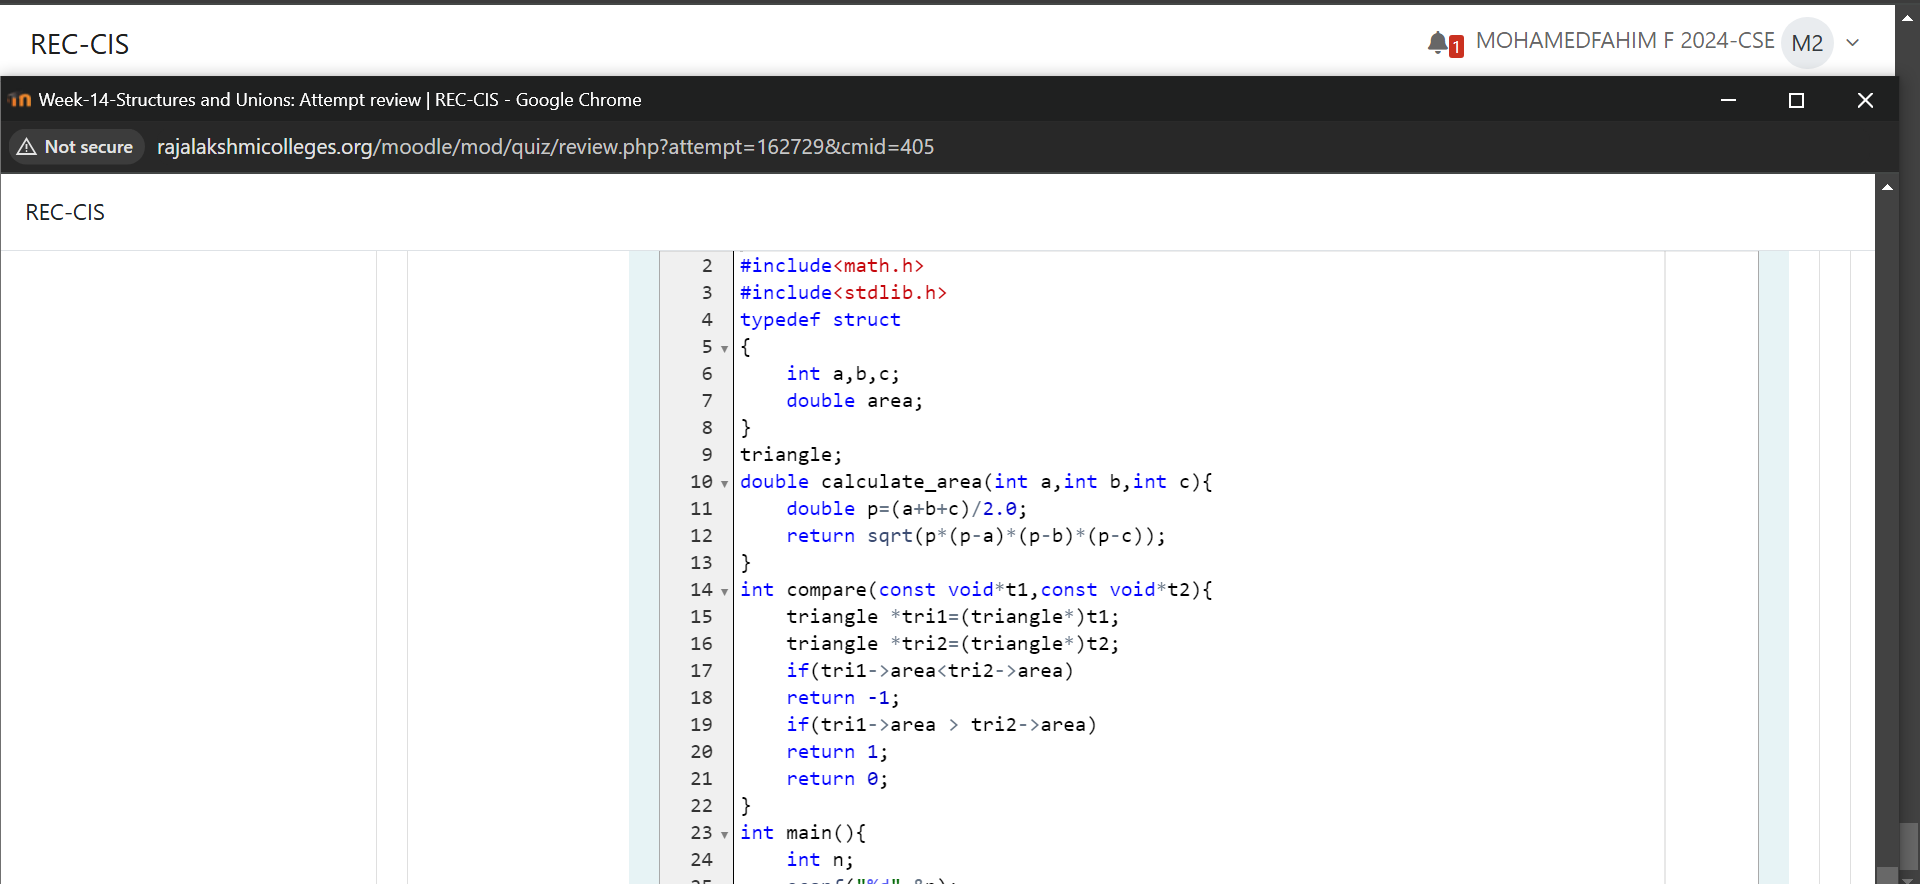 REC-CIS
1 MOHAMEDFAHIM F 2024-CSE M2
Week-14-Structures and Unions: Attempt review | REC-CIS - Google Chrome
Not secure rajalakshmicolleges.org/moodle/mod/quiz/review.php?attempt=162729&cmid=405
REC-CIS
2 #include<math.h>
3 #include<stdlib.h>
4 typedef struct
5 {
6 int a,b,c;
7 double area;
8 }
9 triangle;
10 double calculate_area(int a,int b,int c){
11 double p=(a+b+c)/2.0;
12 return sqrt(p*(p-a)*(p-b)*(p-c));
13 }
14 int compare(const void*t1,const void*t2){
15 triangle *tri1=(triangle*)t1;
16 triangle *tri2=(triangle*)t2;
17 if(tri1->area<tri2->area)
18 return -1;
19 if(tri1->area > tri2->area)
20 return 1;
21 return 0;
22 }
23 int main(){
24 int n;